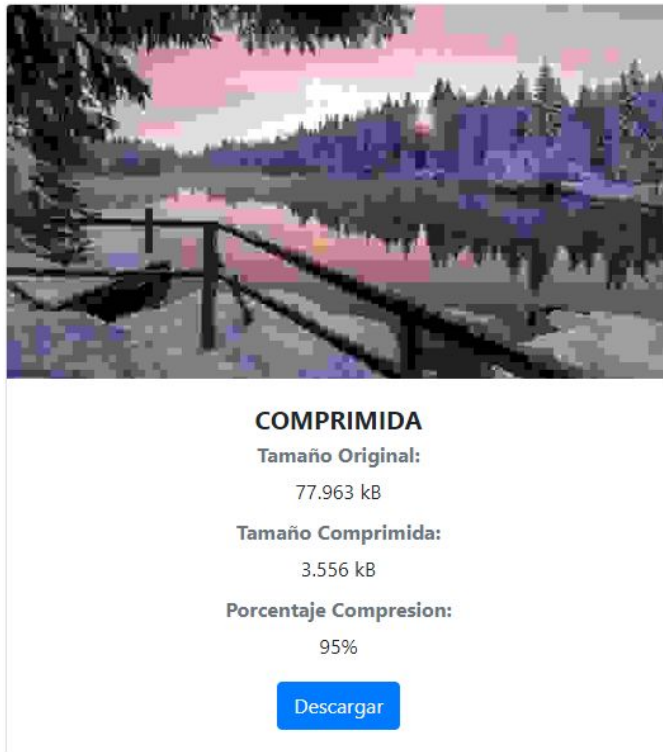 COMPRIMIDA
Tamaño Original:
77.963 kB
Tamaño Comprimida:
3.556 kB
Porcentaje Compresion:
95%
Descargar